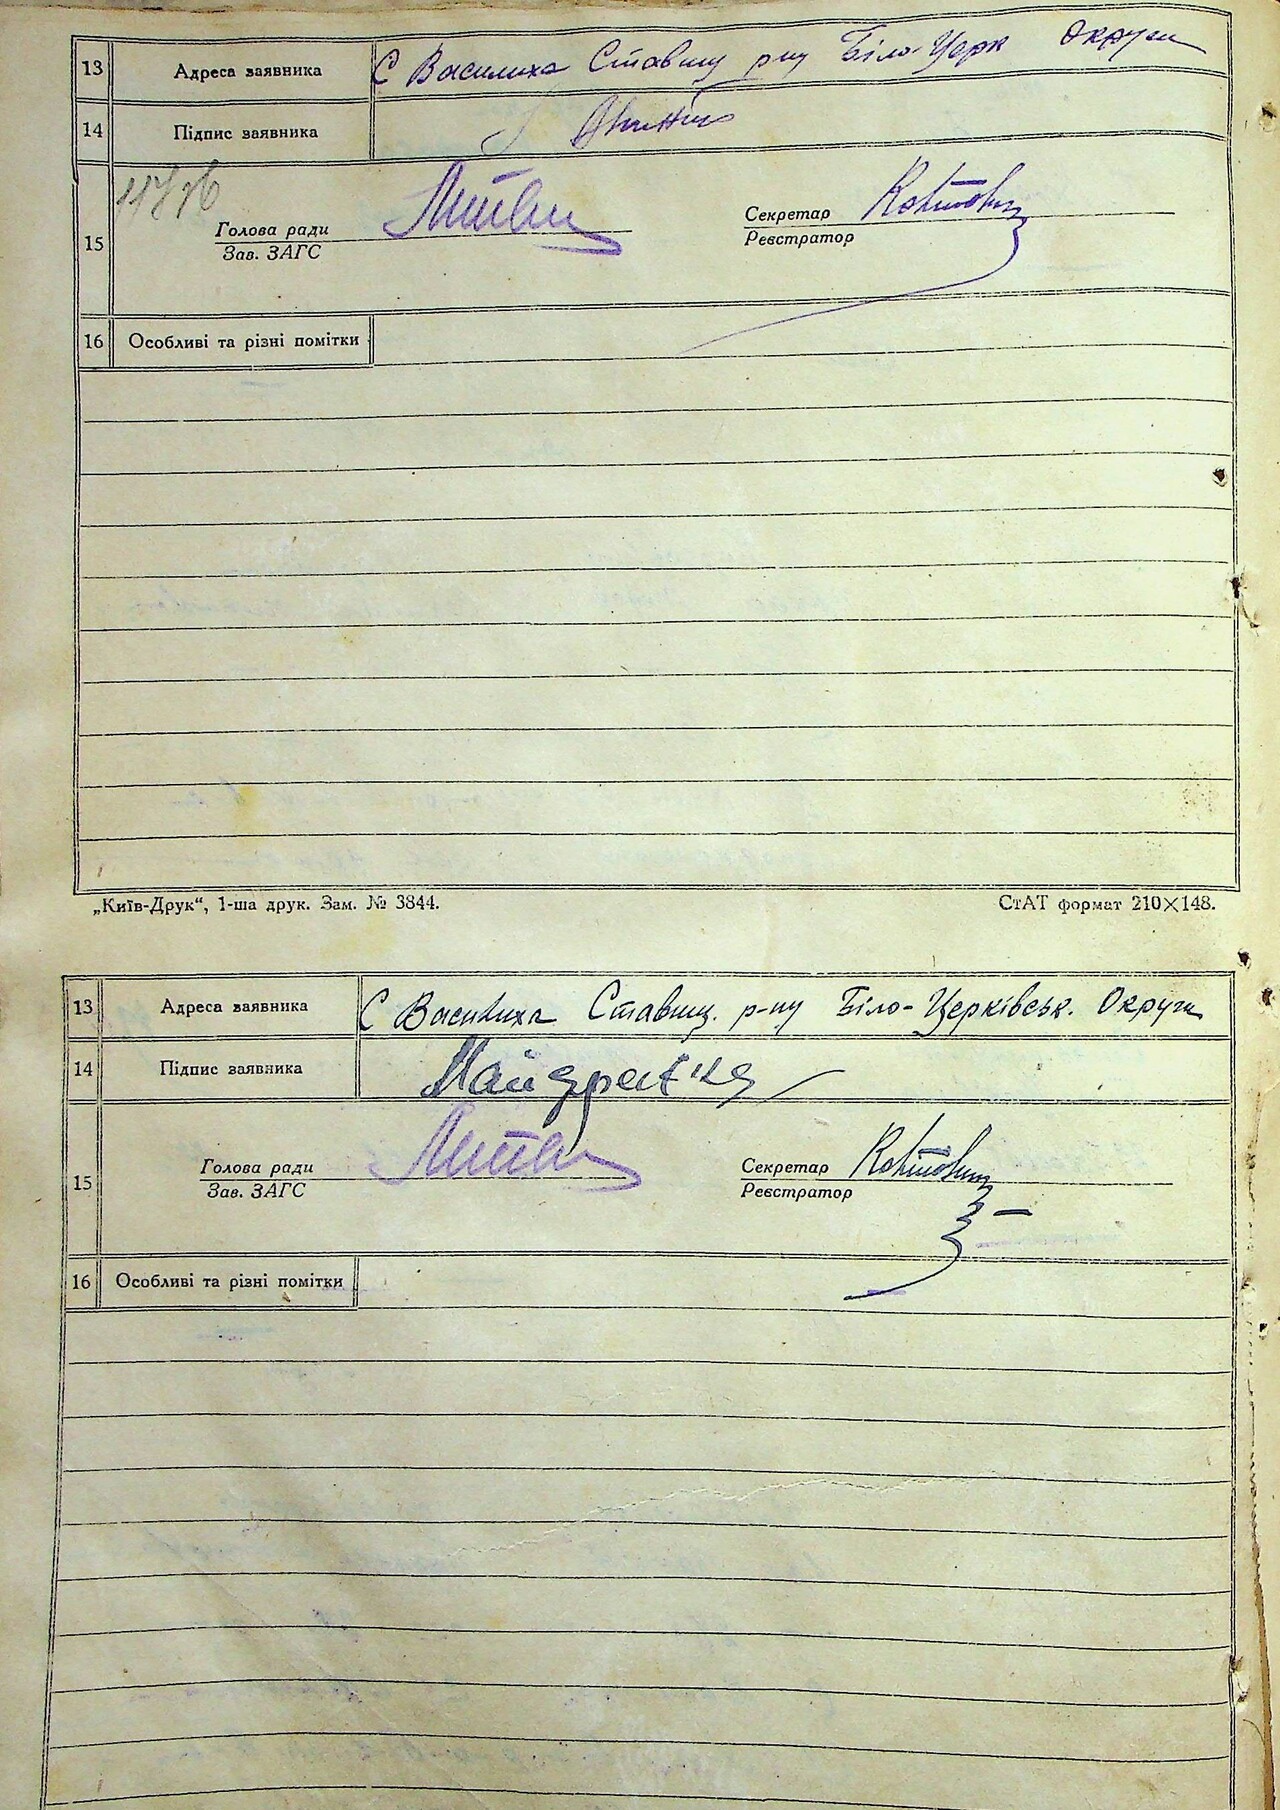 13 Адреса заявника С Василиха Ставищ р-ну Біло-Церк Округи
14 Підпис заявника
15 Голова ради Секретар
Зав. ЗАГС Реєстратор
16 Особливі та різні помітки
„Київ-Друк“, 1-ша друк. Зам. № 3844. СтАТ формат 210×148.
13 Адреса заявника С Василиха Ставищ. р-ну Біло-Церківськ. Округи
14 Підпис заявника
15 Голова ради Секретар
Зав. ЗАГС Реєстратор
16 Особливі та різні помітки